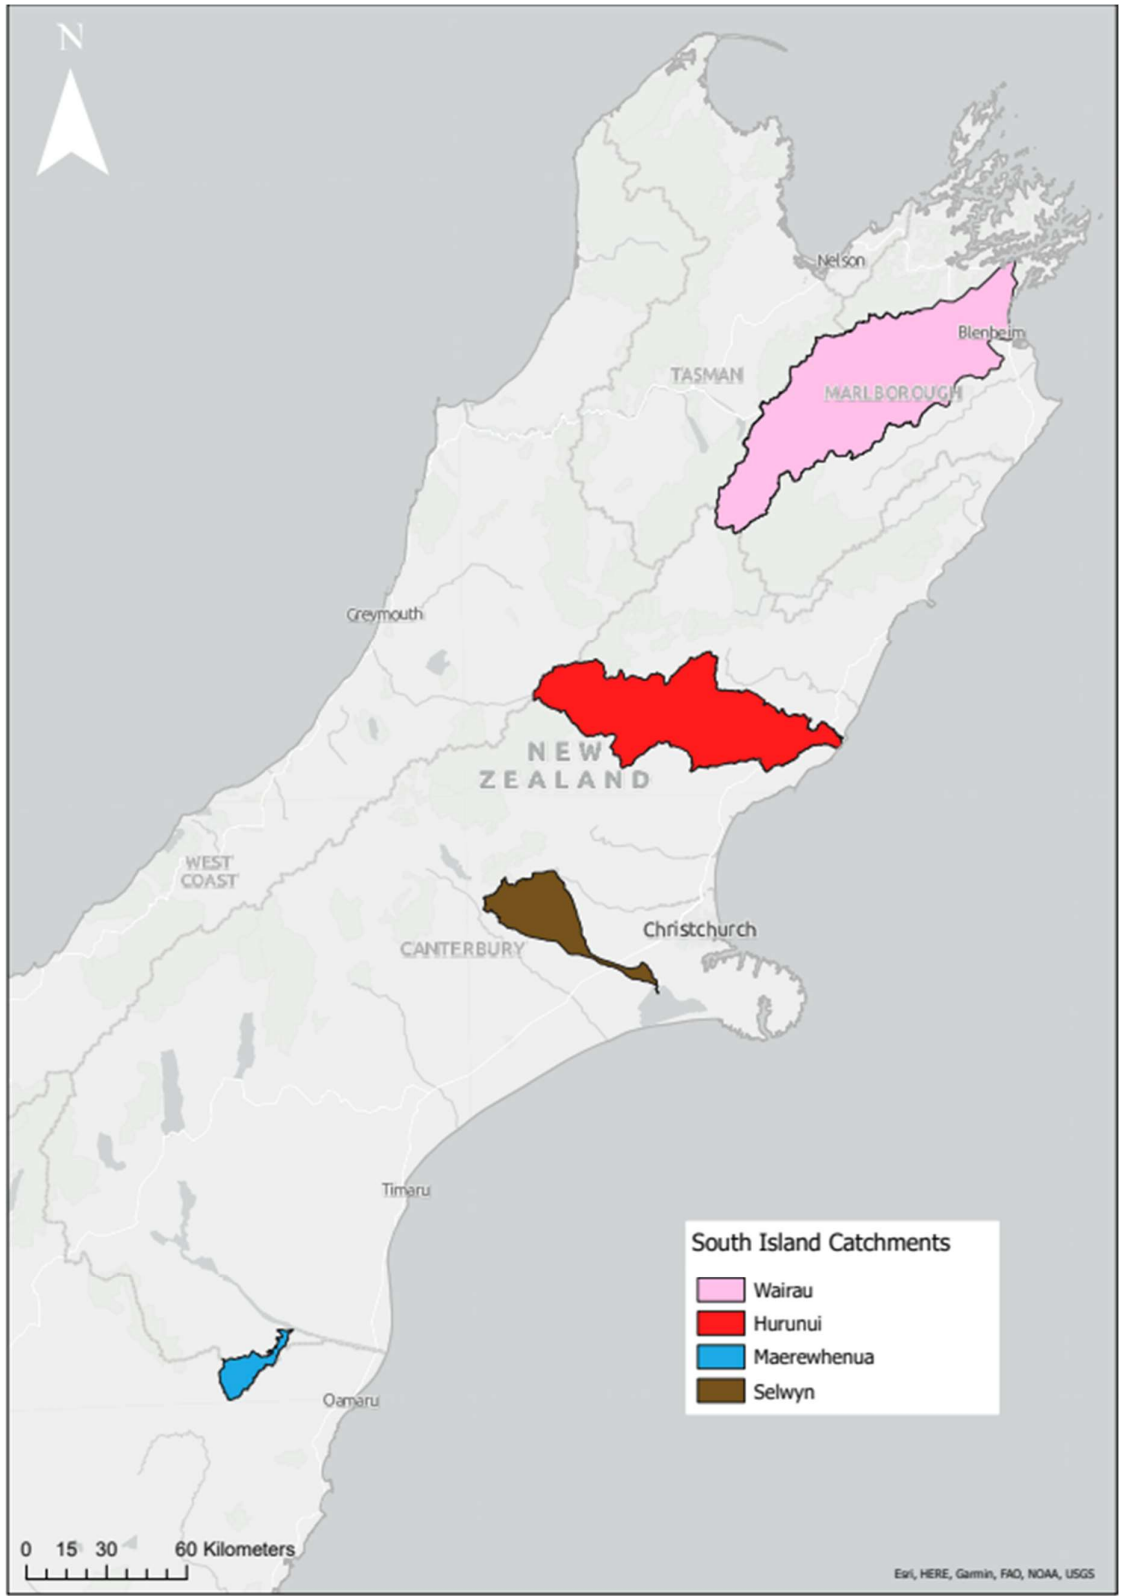 N
Nelson
Blenheim
TASMAN
MARLBOROUGH
Greymouth
NEW
ZEALAND
WEST
COAST
Christchurch
CANTERBURY
Timaru
South Island Catchments
Wairau
Hurunui
Maerewhenua
Selwyn
Oamaru
0 15 30 60 Kilometers
Esri, HERE, Garmin, FAO, NOAA, USGS